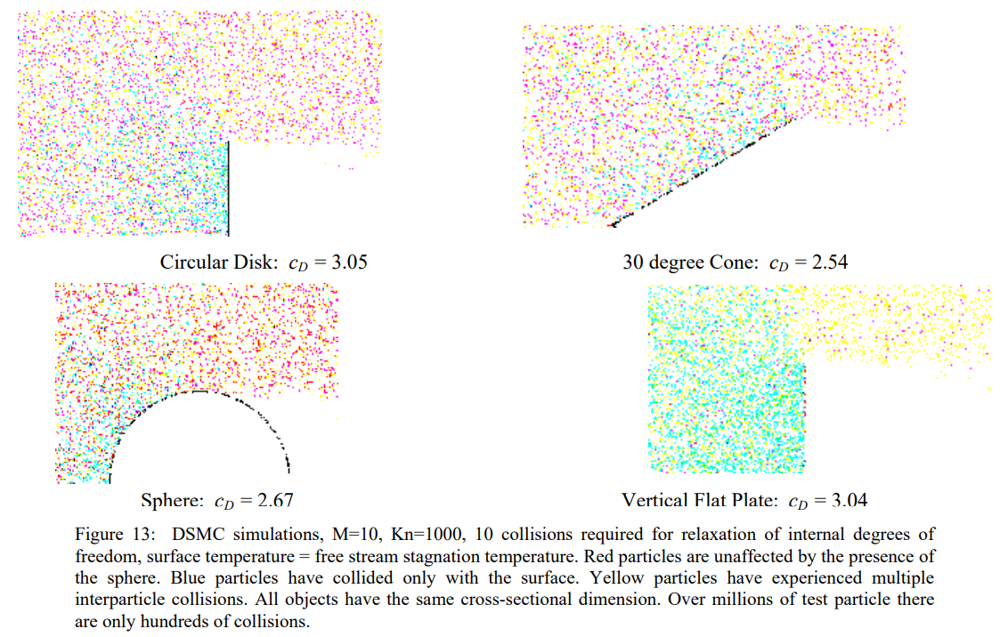 Circular Disk: c_D = 3.05
30 degree Cone: c_D = 2.54
Sphere: c_D = 2.67
Vertical Flat Plate: c_D = 3.04
Figure 13: DSMC simulations, M=10, Kn=1000, 10 collisions required for relaxation of internal degrees of
freedom, surface temperature = free stream stagnation temperature. Red particles are unaffected by the presence of
the sphere. Blue particles have collided only with the surface. Yellow particles have experienced multiple
interparticle collisions. All objects have the same cross-sectional dimension. Over millions of test particle there
are only hundreds of collisions.